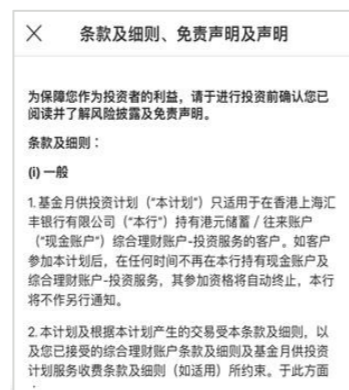 条款及细则、免责声明及声明
为保障您作为投资者的利益，请于进行投资前确认您已
阅读并了解风险披露及免责声明。
条款及细则：
(i) 一般
1. 基金月供投资计划（“本计划”）只适用于在香港上海汇
丰银行有限公司（“本行”）持有港元储蓄 / 往来账户
（“现金账户”）综合理财账户-投资服务的客户。如客户
参加本计划后，在任何时间不再在本行持有现金账户及
综合理财账户-投资服务，其参加资格将自动终止，本行
将不作另行通知。
2. 本计划及根据本计划产生的交易受本条款及细则，以
及您已接受的综合理财账户条款及细则及基金月供投资
计划服务收费条款及细则（如适用）所约束。于此方面